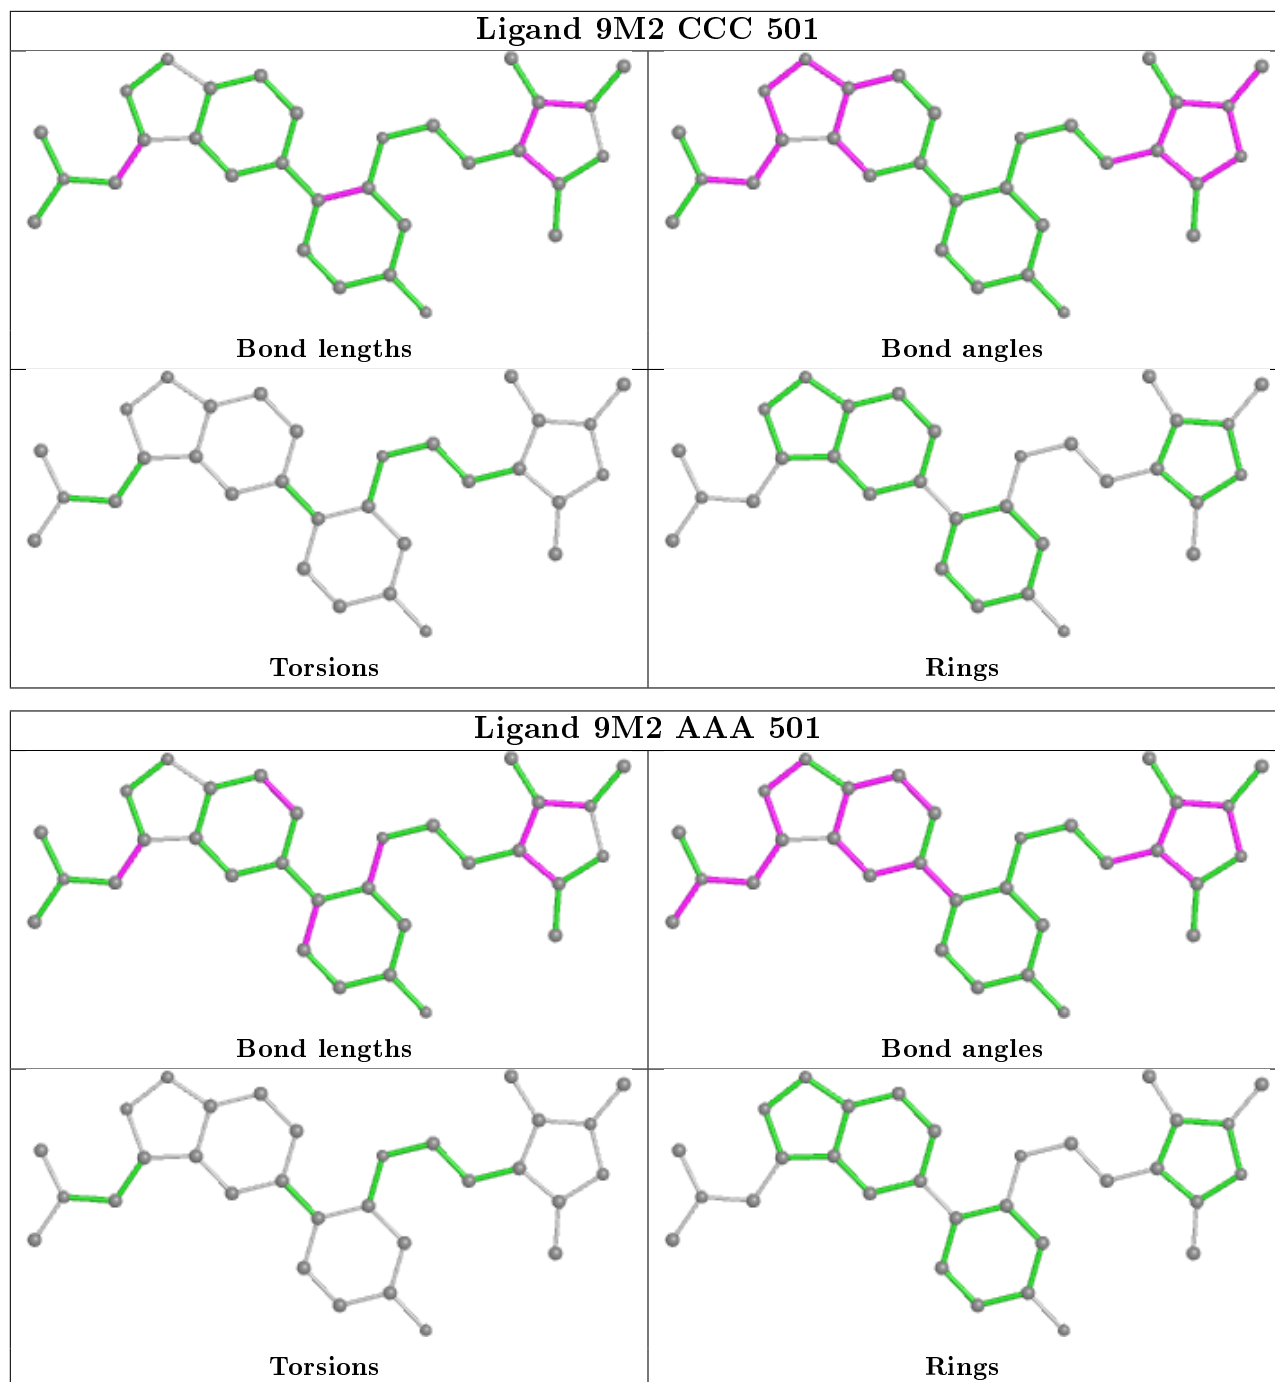 Ligand 9M2 CCC 501
Bond lengths
Bond angles
Torsions
Rings
Ligand 9M2 AAA 501
Bond lengths
Bond angles
Torsions
Rings